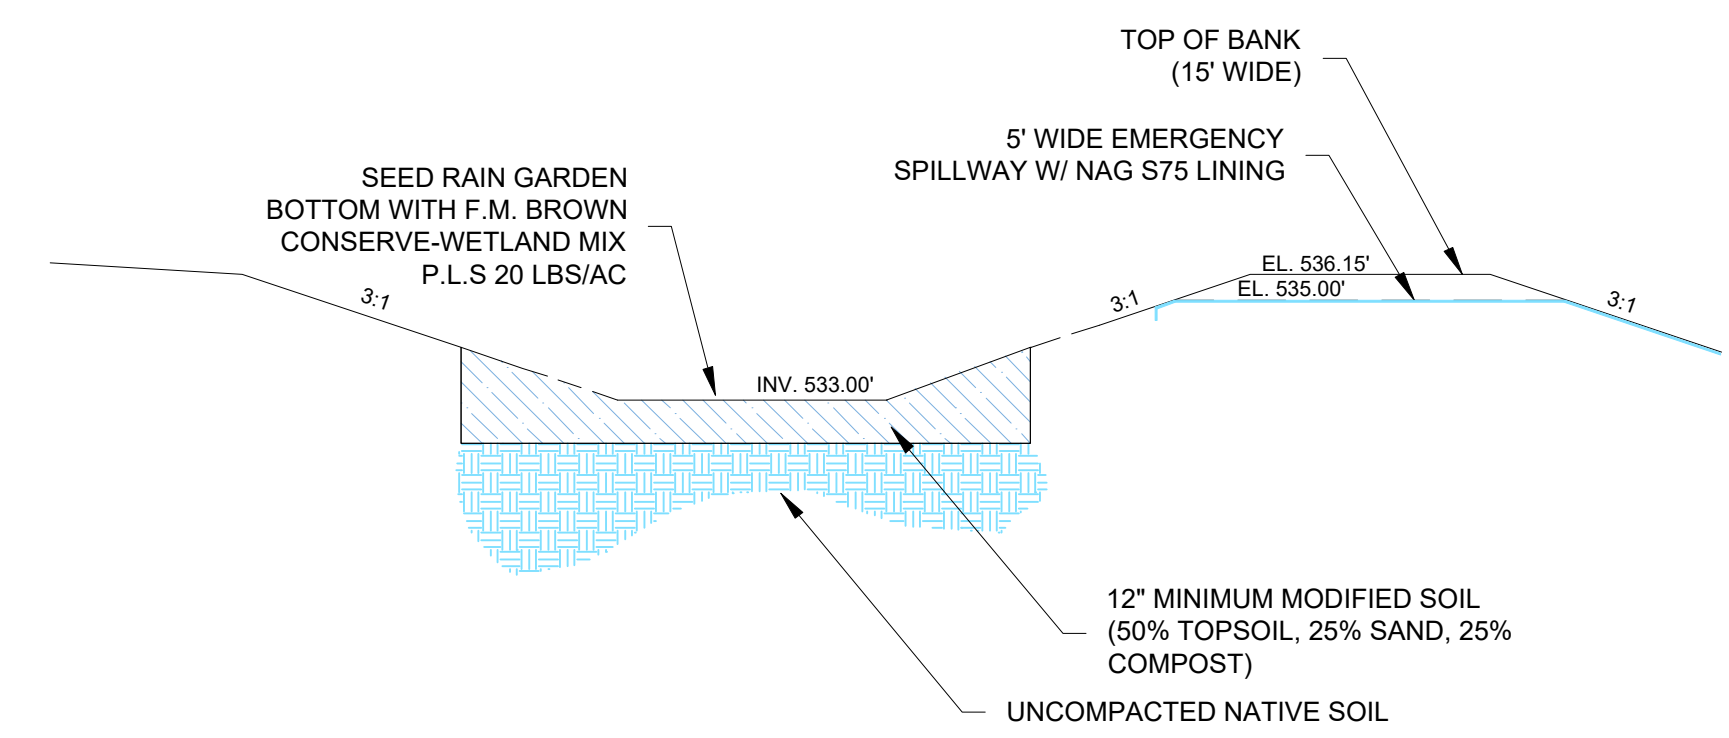 TOP OF BANK
(15' WIDE)
5' WIDE EMERGENCY
SPILLWAY W/ NAG S75 LINING
SEED RAIN GARDEN
BOTTOM WITH F.M. BROWN
CONSERVE-WETLAND MIX
P.L.S 20 LBS/AC
EL. 536.15'
EL. 535.00'
3:1
3:1
3:1
INV. 533.00'
12" MINIMUM MODIFIED SOIL
(50% TOPSOIL, 25% SAND, 25%
COMPOST)
UNCOMPACTED NATIVE SOIL